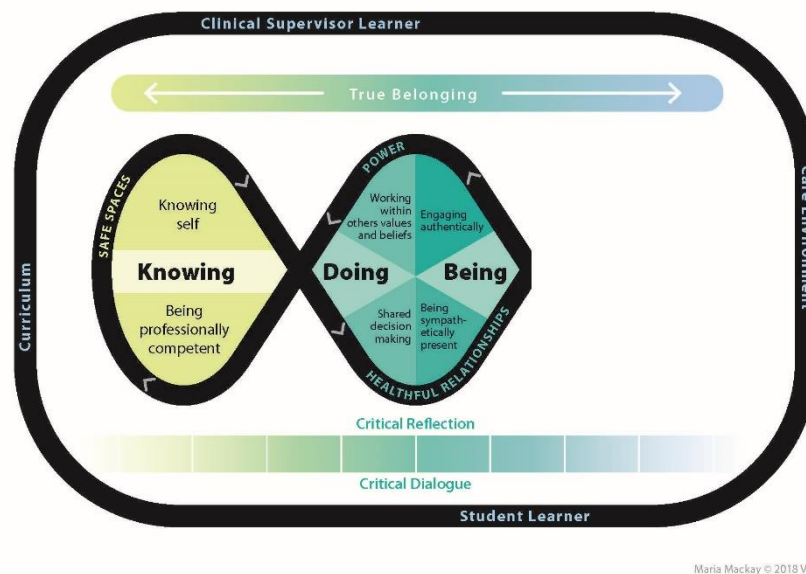 Clinical Supervisor Learner
True Belonging
SAFE SPACES
POWER
Knowing
self
Working
within
others values
and beliefs
Engaging
authentically
Knowing
Doing
Being
Being
professionally
competent
Shared
decision
making
Being
sympath-
etically
present
HEALTHFUL RELATIONSHIPS
Curriculum
Critical Reflection
Critical Dialogue
Student Learner
Maria Mackay © 2018 V